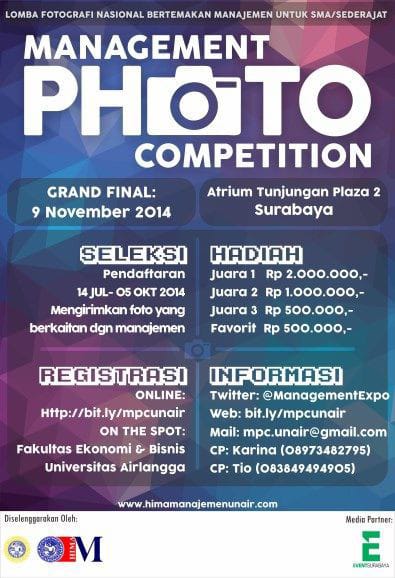 LOMBA FOTOGRAFI NASIONAL BERTEMAKAN MANAJEMEN UNTUK SMA/SEDERAJAT
MANAGEMENT
PHOTO
COMPETITION
GRAND FINAL:
9 November 2014
Atrium Tunjungan Plaza 2
Surabaya
SELEKSI
Pendaftaran
14 JUL- 05 OKT 2014
Mengirimkan foto yang
berkaitan dgn manajemen
HADIAH
Juara 1 Rp 2.000.000,-
Juara 2 Rp 1.000.000,-
Juara 3 Rp 500.000,-
Favorit Rp 500.000,-
REGISTRASI
ONLINE:
Http://bit.ly/mpcunair
ON THE SPOT:
Fakultas Ekonomi & Bisnis
Universitas Airlangga
INFORMASI
Twitter: @ManagementExpo
Web: bit.ly/mpcunair
Mail: mpc.unair@gmail.com
CP: Karina (08973482795)
CP: Tio (083849494905)
www.himamanajemenunair.com
Diselenggarakan Oleh:
HIMA
M
Media Partner:
E
EVENTSURABAYA